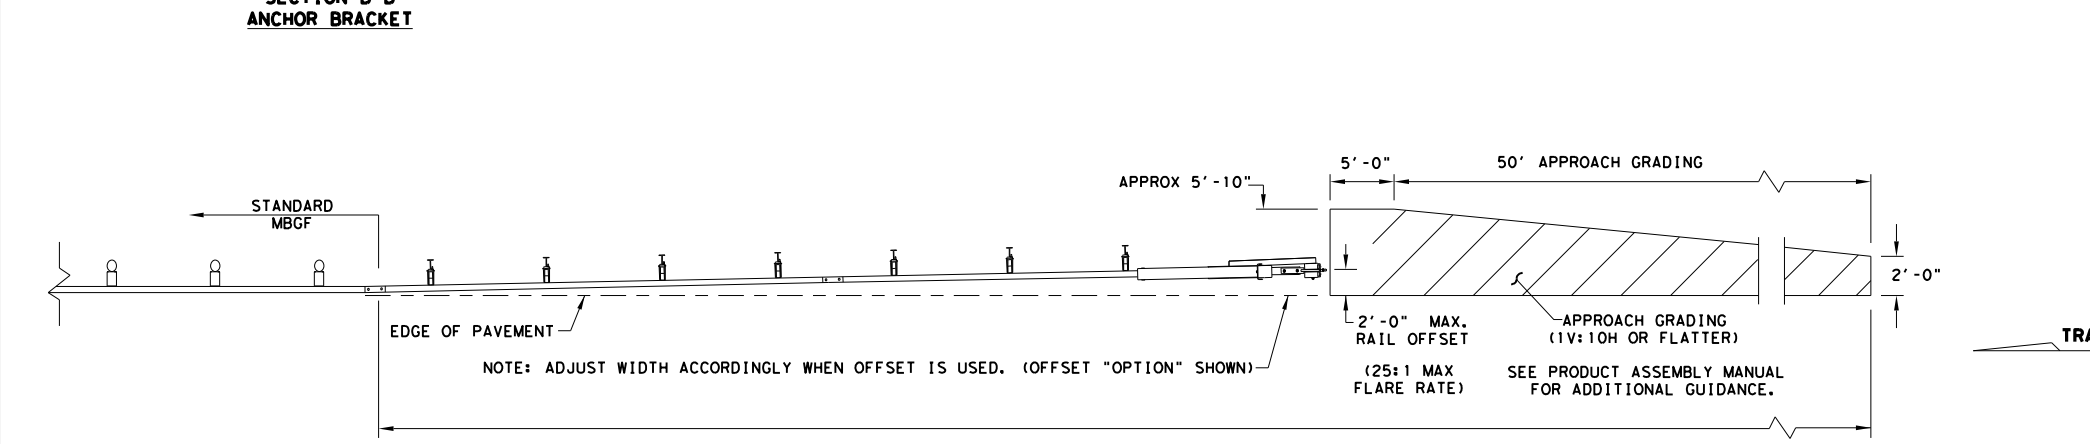 ANCHOR BRACKET
5'-0"
50' APPROACH GRADING
APPROX 5'-10"
STANDARD
MBGF
2'-0"
EDGE OF PAVEMENT
2'-0" MAX.
RAIL OFFSET
APPROACH GRADING
(1V:10H OR FLATTER)
NOTE: ADJUST WIDTH ACCORDINGLY WHEN OFFSET IS USED. (OFFSET "OPTION" SHOWN)
(25:1 MAX
FLARE RATE)
SEE PRODUCT ASSEMBLY MANUAL
FOR ADDITIONAL GUIDANCE.